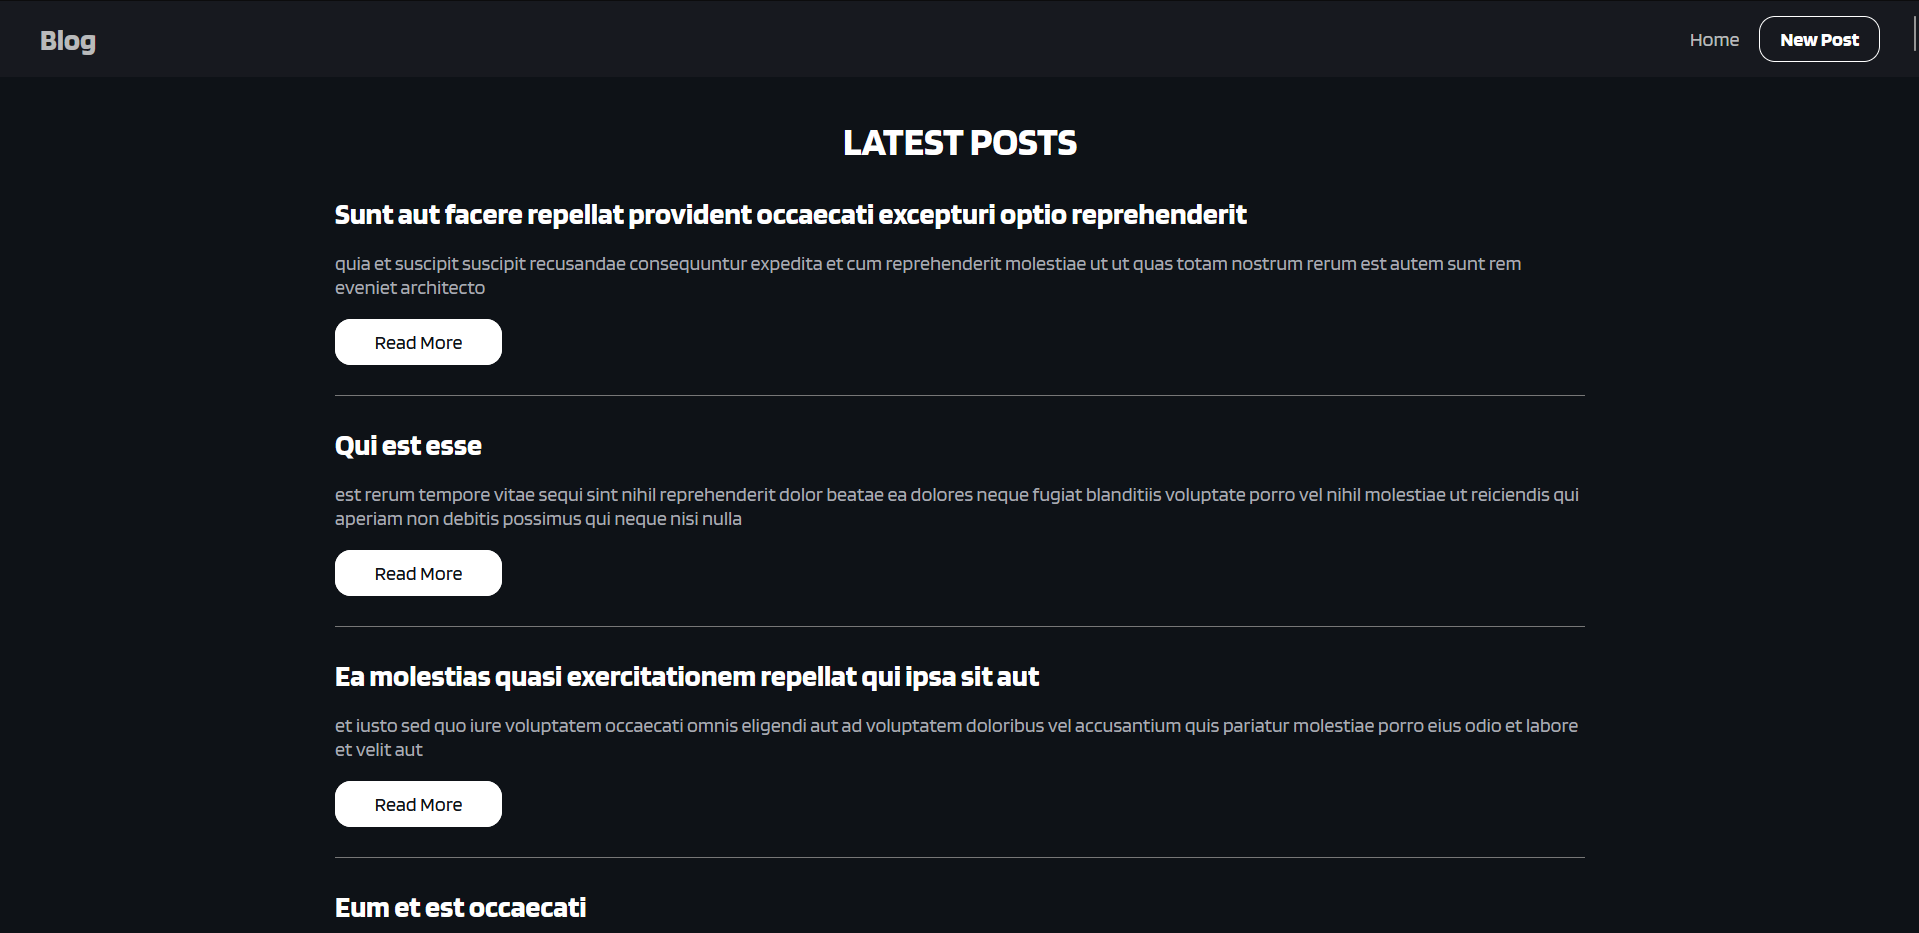 Blog
Home
New Post
LATEST POSTS
Sunt aut facere repellat provident occaecati excepturi optio reprehenderit
quia et suscipit suscipit recusandae consequuntur expedita et cum reprehenderit molestiae ut ut quas totam nostrum rerum est autem sunt rem
eveniet architecto
Read More
Qui est esse
est rerum tempore vitae sequi sint nihil reprehenderit dolor beatae ea dolores neque fugiat blanditiis voluptate porro vel nihil molestiae ut reiciendis qui
aperiam non debitis possimus qui neque nisi nulla
Read More
Ea molestias quasi exercitationem repellat qui ipsa sit aut
et iusto sed quo iure voluptatem occaecati omnis eligendi aut ad voluptatem doloribus vel accusantium quis pariatur molestiae porro eius odio et labore
et velit aut
Read More
Eum et est occaecati